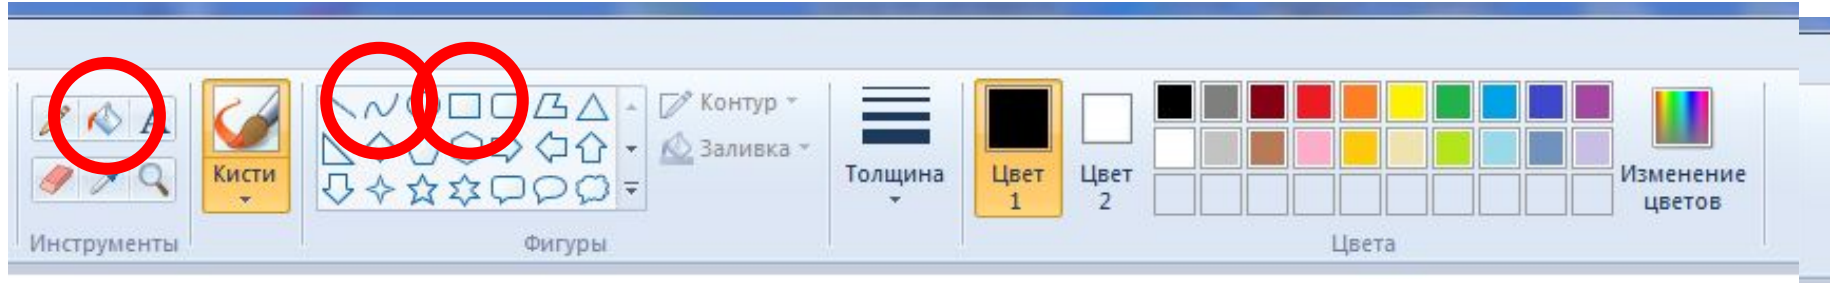 Контур
Заливка
A
Кисти
Толщина
Цвет
1
Цвет
2
Изменение
цветов
Инструменты
Фигуры
Цвета